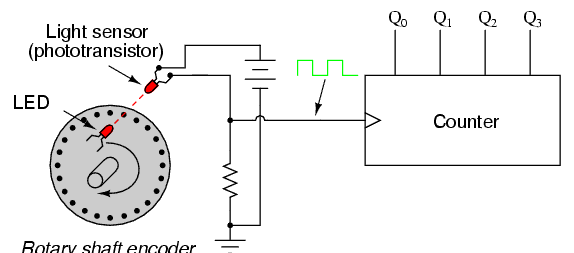 Light sensor
(phototransistor)
LED
Q0 Q1 Q2 Q3
Counter
Rotary shaft encoder